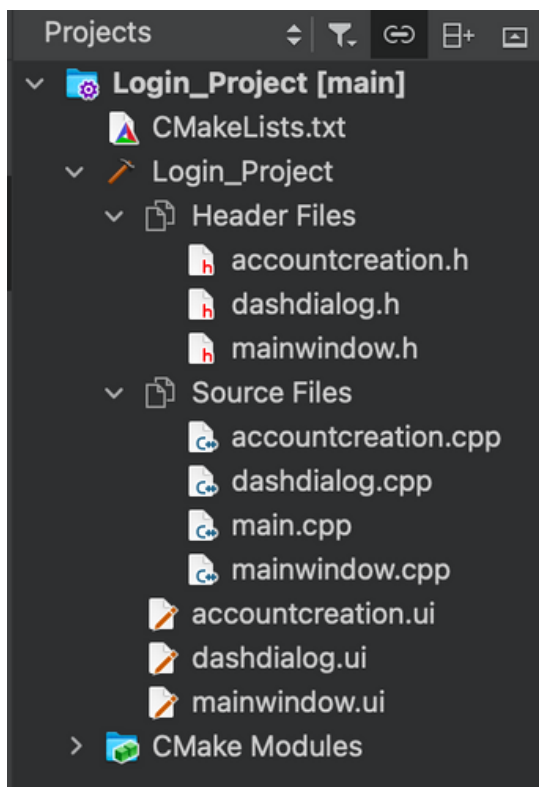 Projects
Login_Project [main]
CMakeLists.txt
Login_Project
Header Files
h accountcreation.h
h dashdialog.h
h mainwindow.h
Source Files
C++ accountcreation.cpp
C++ dashdialog.cpp
C++ main.cpp
C++ mainwindow.cpp
accountcreation.ui
dashdialog.ui
mainwindow.ui
CMake Modules